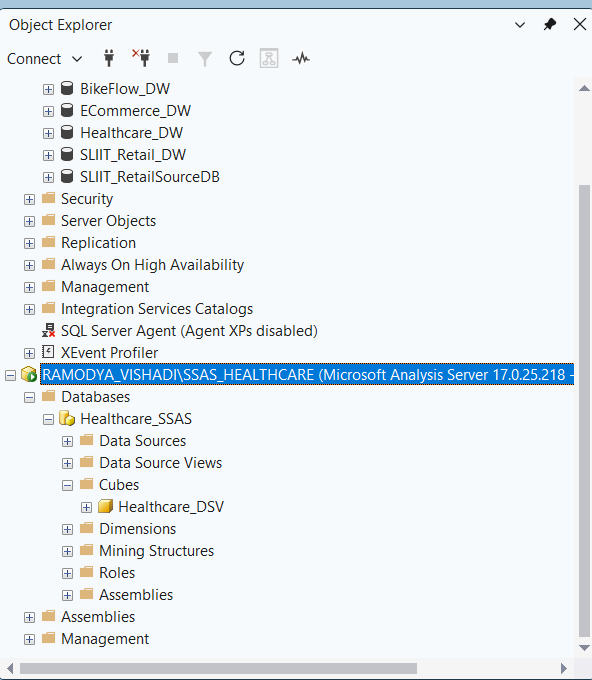 Object Explorer
Connect
BikeFlow_DW
ECommerce_DW
Healthcare_DW
SLIIT_Retail_DW
SLIIT_RetailSourceDB
Security
Server Objects
Replication
Always On High Availability
Management
Integration Services Catalogs
SQL Server Agent (Agent XPs disabled)
XEvent Profiler
RAMODYA_VISHADI\SSAS_HEALTHCARE (Microsoft Analysis Server 17.0.25.218 -
Databases
Healthcare_SSAS
Data Sources
Data Source Views
Cubes
Healthcare_DSV
Dimensions
Mining Structures
Roles
Assemblies
Assemblies
Management